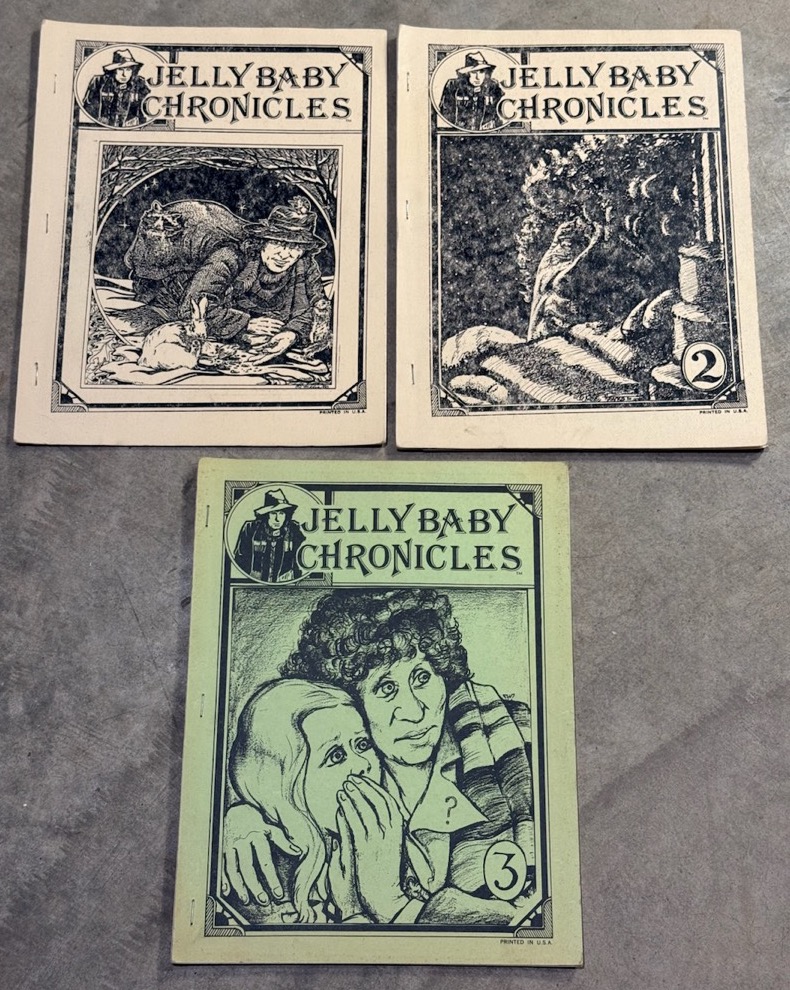 JELLY BABY
CHRONICLES
PRINTED IN U.S.A.
JELLY BABY
CHRONICLES
2
PRINTED IN U.S.A.
JELLY BABY
CHRONICLES
?
3
PRINTED IN U.S.A.